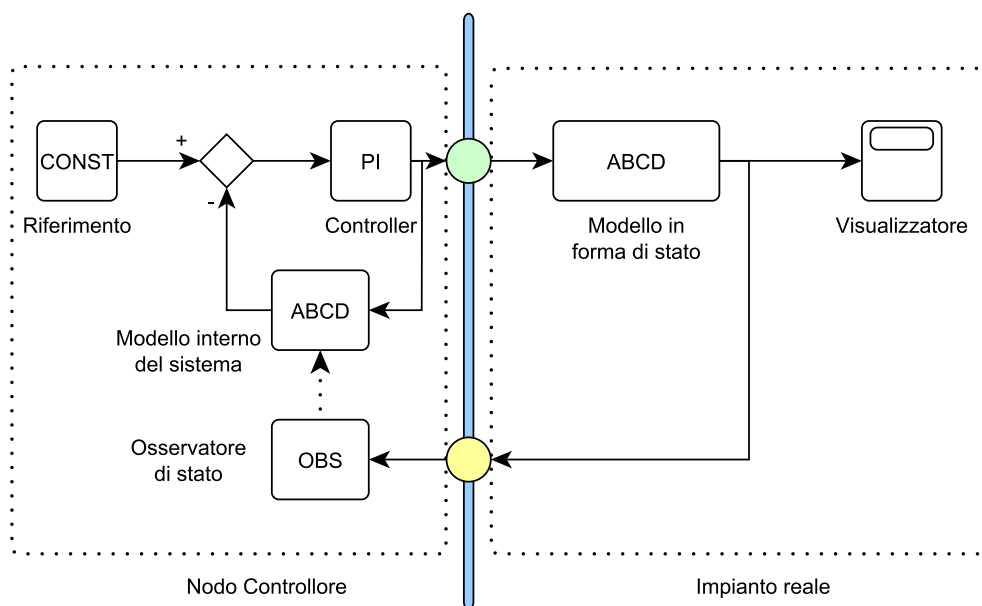 +
CONST
PI
ABCD
-
Riferimento
Controller
Modello in
forma di stato
Visualizzatore
ABCD
Modello interno
del sistema
Osservatore
di stato
OBS
Nodo Controllore
Impianto reale